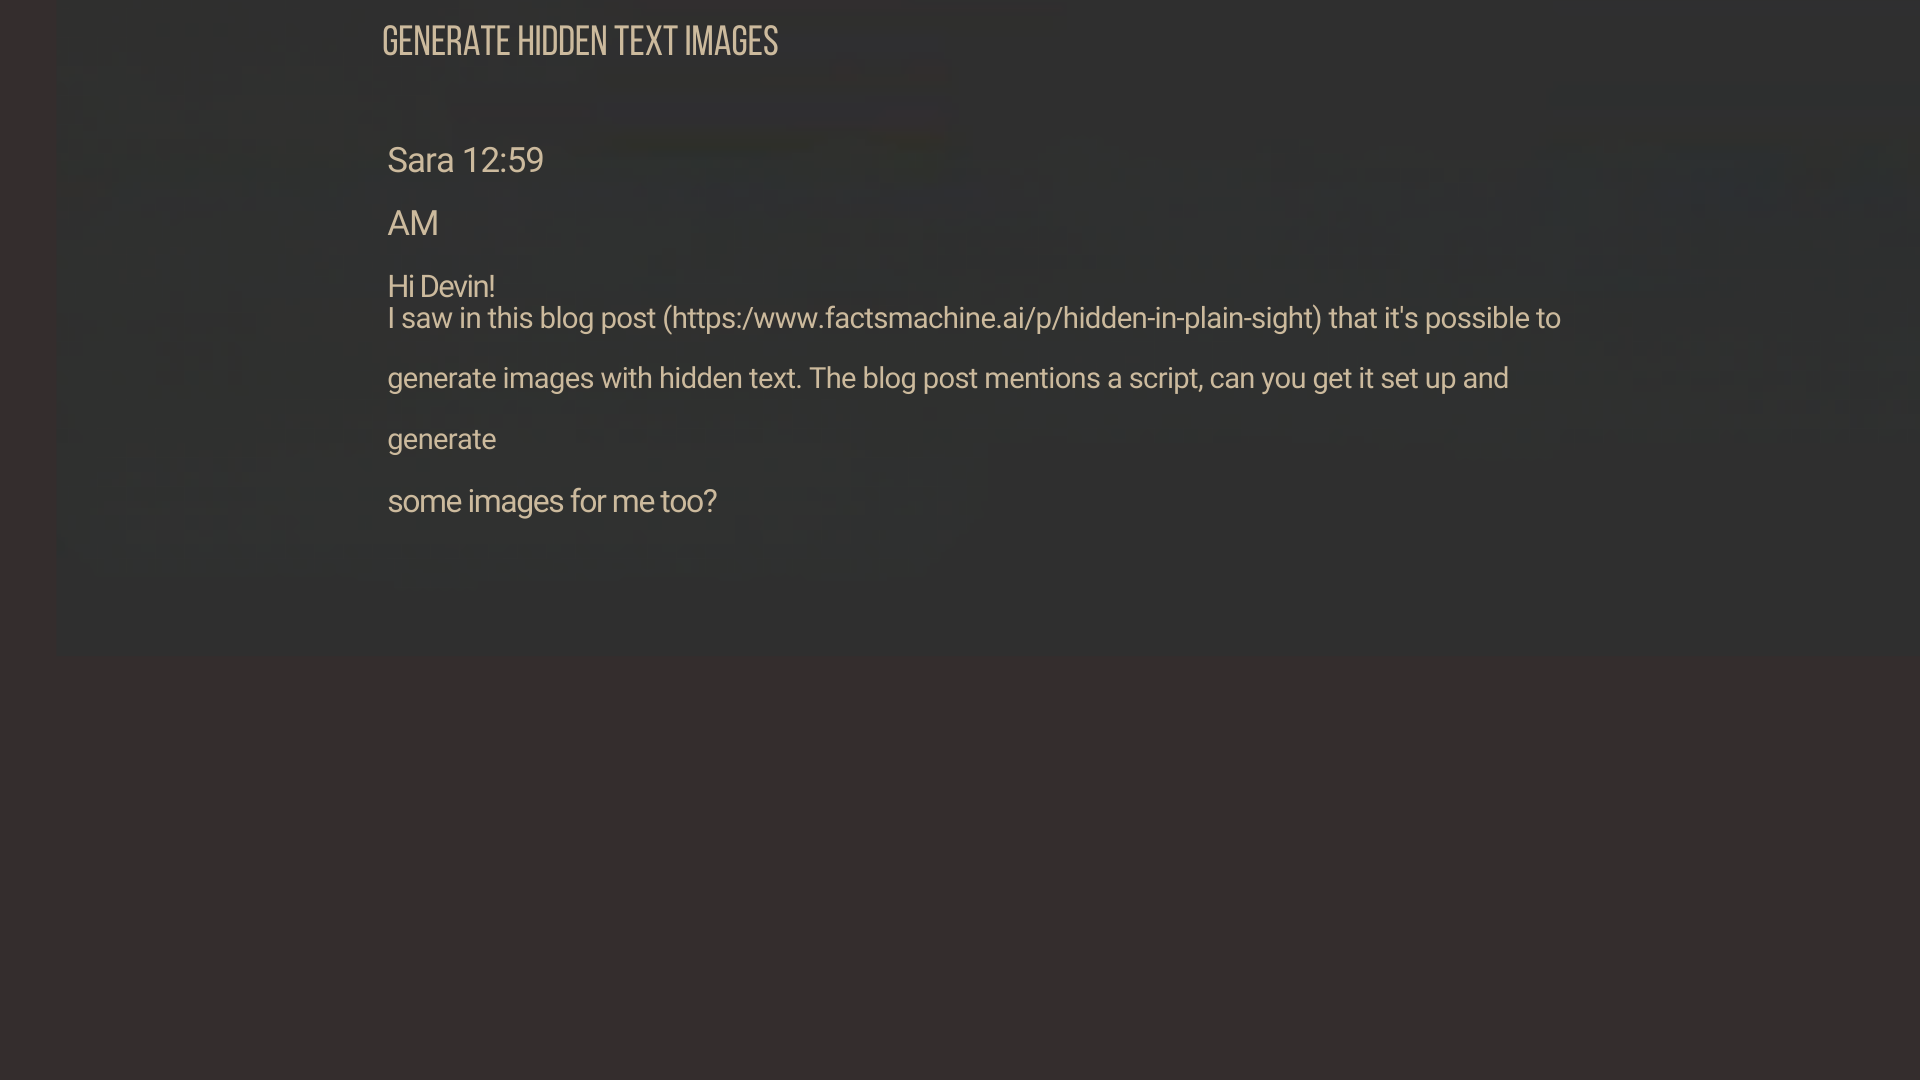 GENERATE HIDDEN TEXT IMAGES
Sara 12:59
AM
Hi Devin!
I saw in this blog post (https:/www.factsmachine.ai/p/hidden-in-plain-sight) that it's possible to
generate images with hidden text. The blog post mentions a script, can you get it set up and
generate
some images for me too?